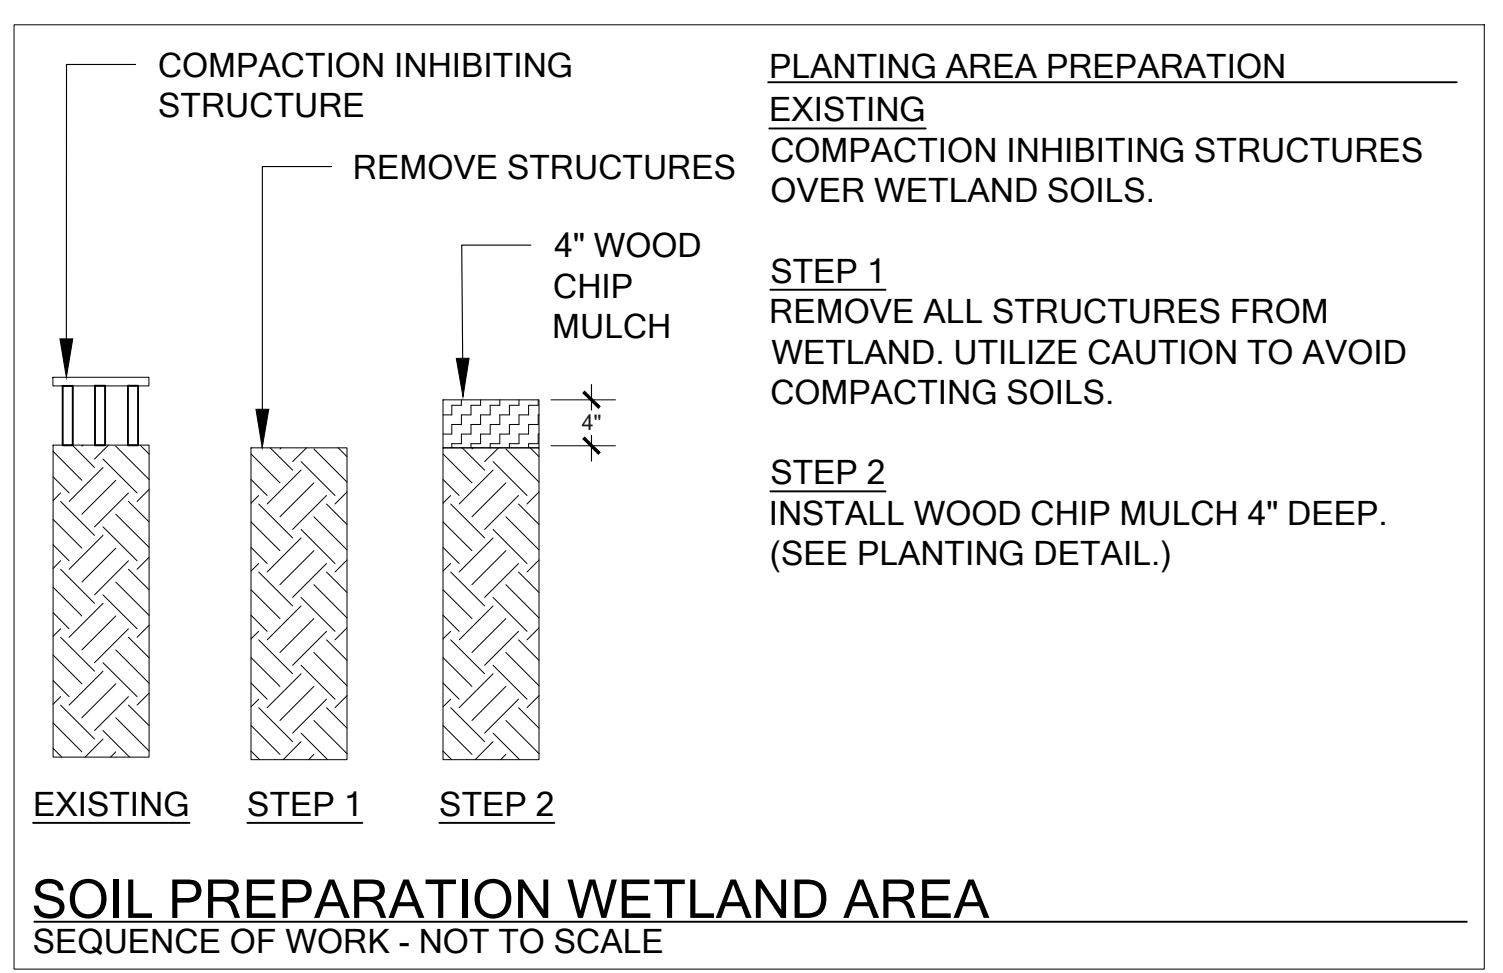 COMPACTION INHIBITING
STRUCTURE
REMOVE STRUCTURES
4" WOOD
CHIP
MULCH
4"
EXISTING
STEP 1
STEP 2
PLANTING AREA PREPARATION
EXISTING
COMPACTION INHIBITING STRUCTURES
OVER WETLAND SOILS.
STEP 1
REMOVE ALL STRUCTURES FROM
WETLAND. UTILIZE CAUTION TO AVOID
COMPACTING SOILS.
STEP 2
INSTALL WOOD CHIP MULCH 4" DEEP.
(SEE PLANTING DETAIL.)
SOIL PREPARATION WETLAND AREA
SEQUENCE OF WORK - NOT TO SCALE